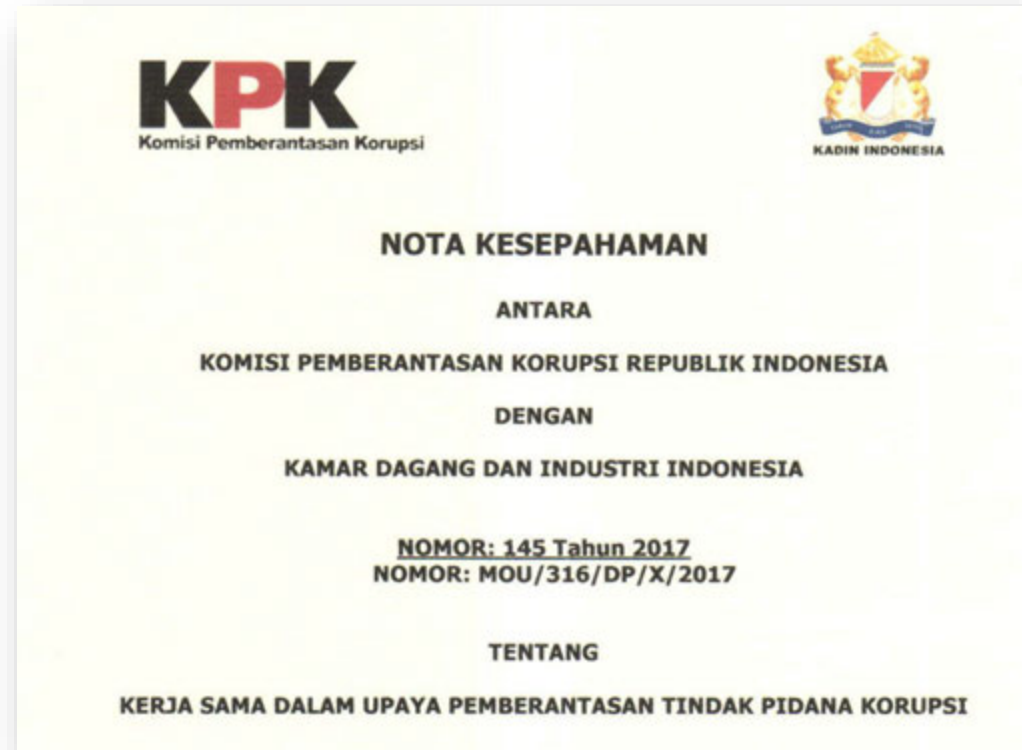 KPK
Komisi Pemberantasan Korupsi
KADIN INDONESIA
NOTA KESEPAHAMAN
ANTARA
KOMISI PEMBERANTASAN KORUPSI REPUBLIK INDONESIA
DENGAN
KAMAR DAGANG DAN INDUSTRI INDONESIA
NOMOR: 145 Tahun 2017
NOMOR: MOU/316/DP/X/2017
TENTANG
KERJA SAMA DALAM UPAYA PEMBERANTASAN TINDAK PIDANA KORUPSI